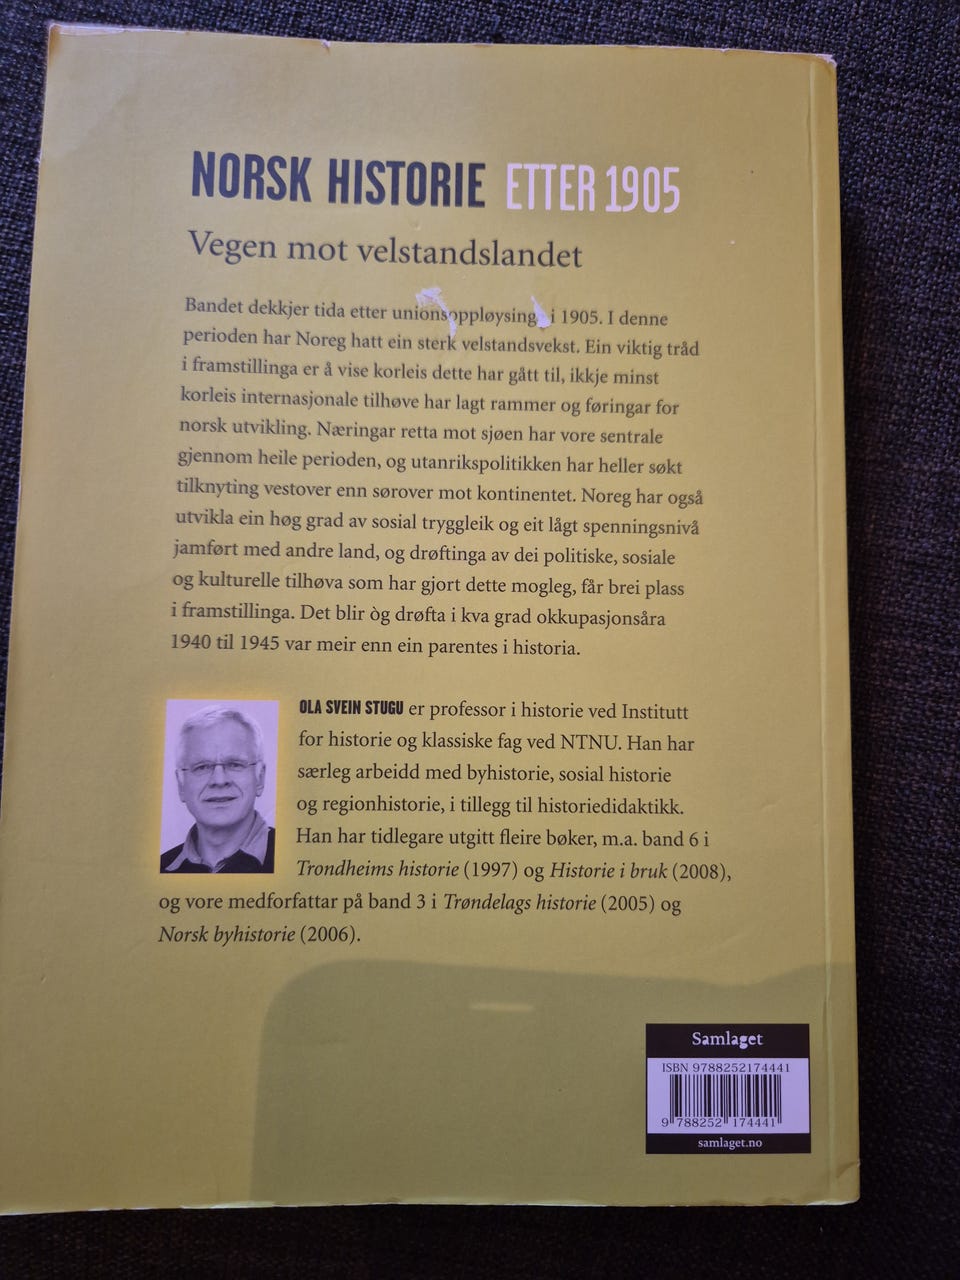 NORSK HISTORIE ETTER 1905
Vegen mot velstandslandet
Bandet dekkjer tida etter unionsoppløysing i 1905. I denne
perioden har Noreg hatt ein sterk velstandsvekst. Ein viktig tråd
i framstillinga er å vise korleis dette har gått til, ikkje minst
korleis internasjonale tilhøve har lagt rammer og føringar for
norsk utvikling. Næringar retta mot sjøen har vore sentrale
gjennom heile perioden, og utanrikspolitikken har heller søkt
tilknyting vestover enn sørover mot kontinentet. Noreg har også
utvikla ein høg grad av sosial tryggleik og eit lågt spenningsnivå
jamført med andre land, og drøftinga av dei politiske, sosiale
og kulturelle tilhøva som har gjort dette mogleg, får brei plass
i framstillinga. Det blir òg drøfta i kva grad okkupasjonsåra
1940 til 1945 var meir enn ein parentes i historia.
OLA SVEIN STUGU er professor i historie ved Institutt
for historie og klassiske fag ved NTNU. Han har
særleg arbeidd med byhistorie, sosial historie
og regionhistorie, i tillegg til historiedidaktikk.
Han har tidlegare utgitt fleire bøker, m.a. band 6 i
Trondheims historie (1997) og Historie i bruk (2008),
og vore medforfattar på band 3 i Trøndelags historie (2005) og
Norsk byhistorie (2006).
Samlaget
ISBN 9788252174441
9 788252 174441
samlaget.no